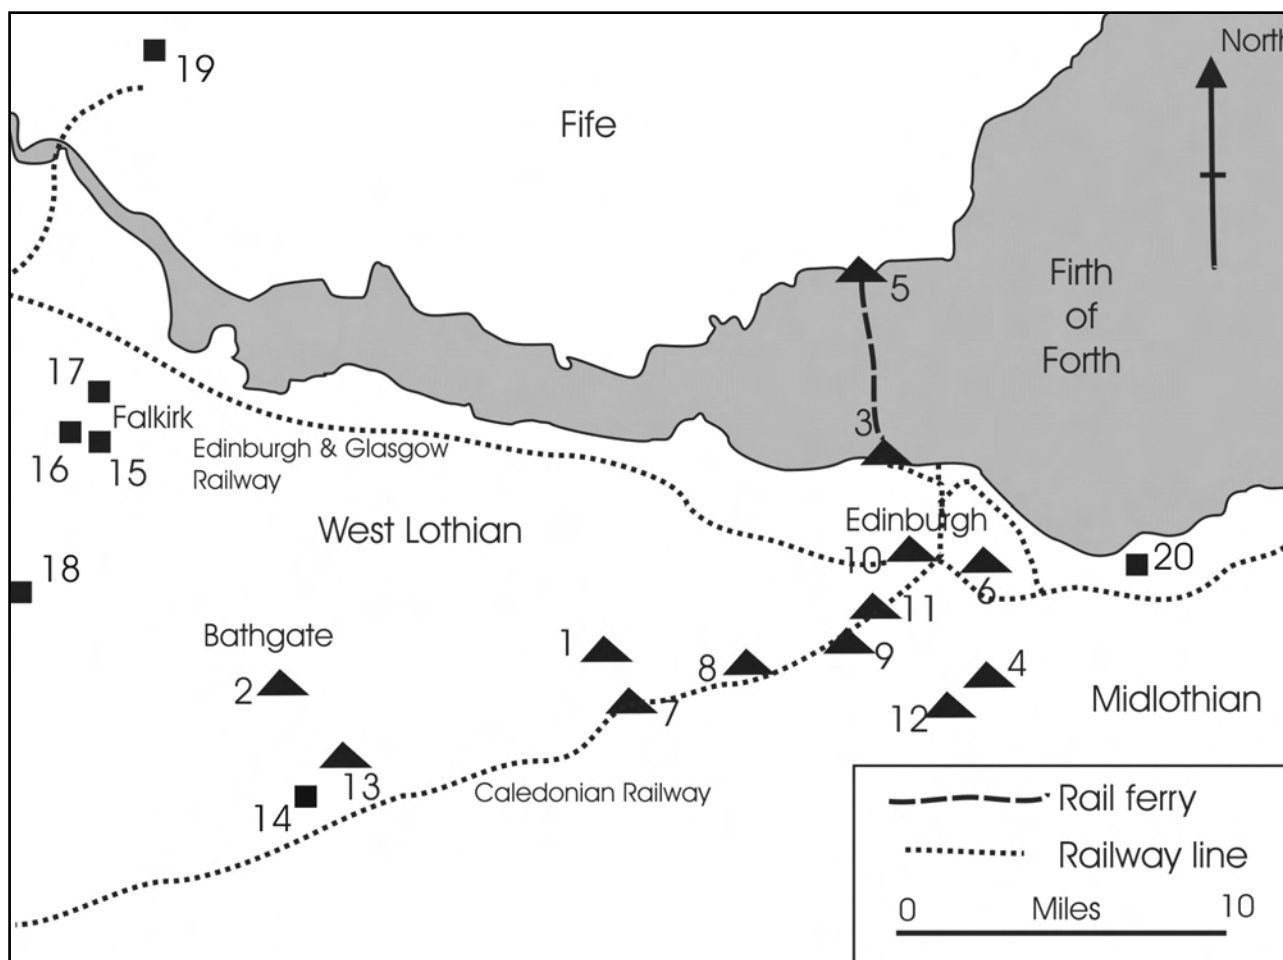 North
19
Fife
5
Firth
of
Forth
17
Falkirk
3
16
15
Edinburgh & Glasgow
Railway
West Lothian
Edinburgh
10
20
18
6
11
Bathgate
1
8
9
4
2
7
12
Midlothian
13
14
Caledonian Railway
Rail ferry
Railway line
0 Miles 10